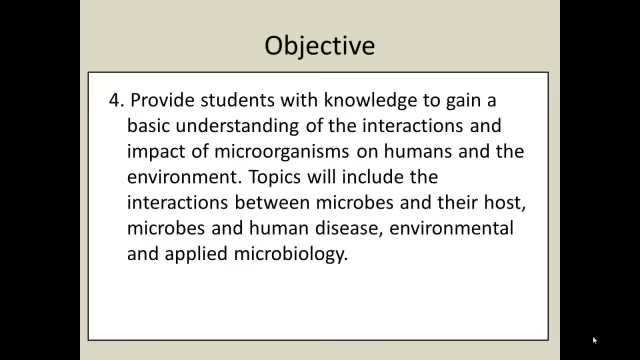 Objective
4. Provide students with knowledge to gain a
basic understanding of the interactions and
impact of microorganisms on humans and the
environment. Topics will include the
interactions between microbes and their host,
microbes and human disease, environmental
and applied microbiology.